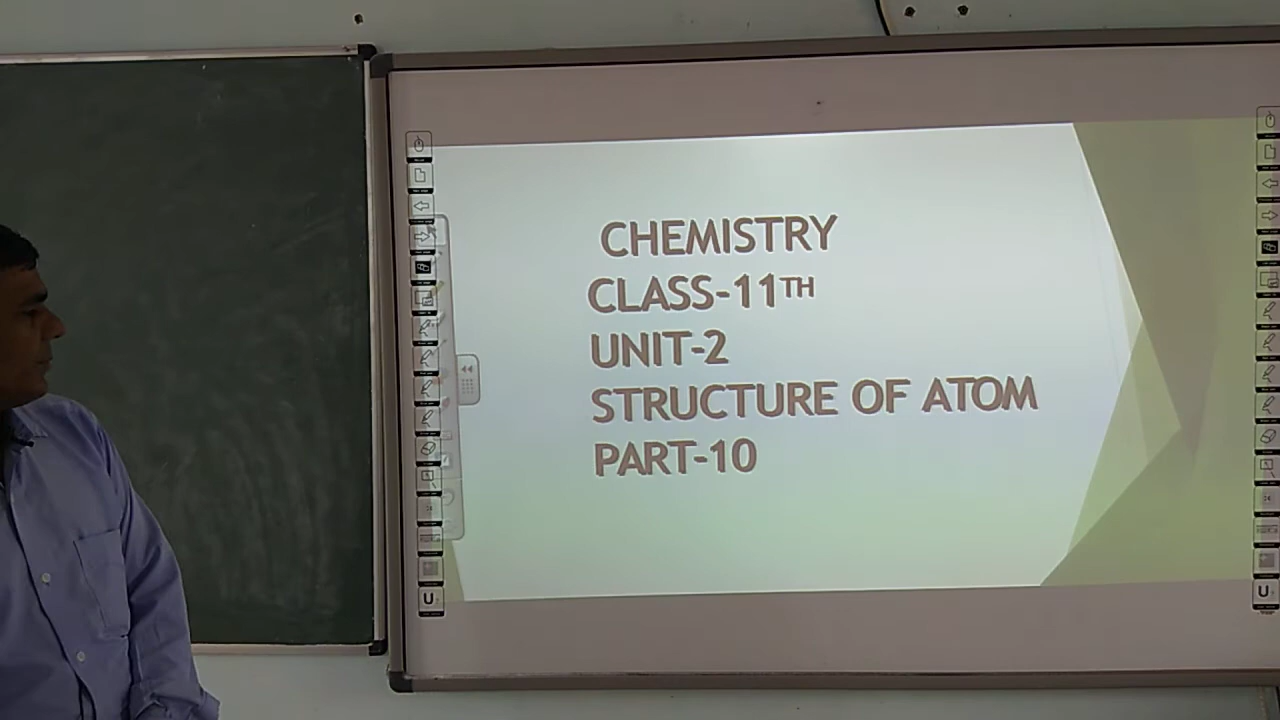 CHEMISTRY
CLASS-11TH
UNIT-2
STRUCTURE OF ATOM
PART-10
U
U